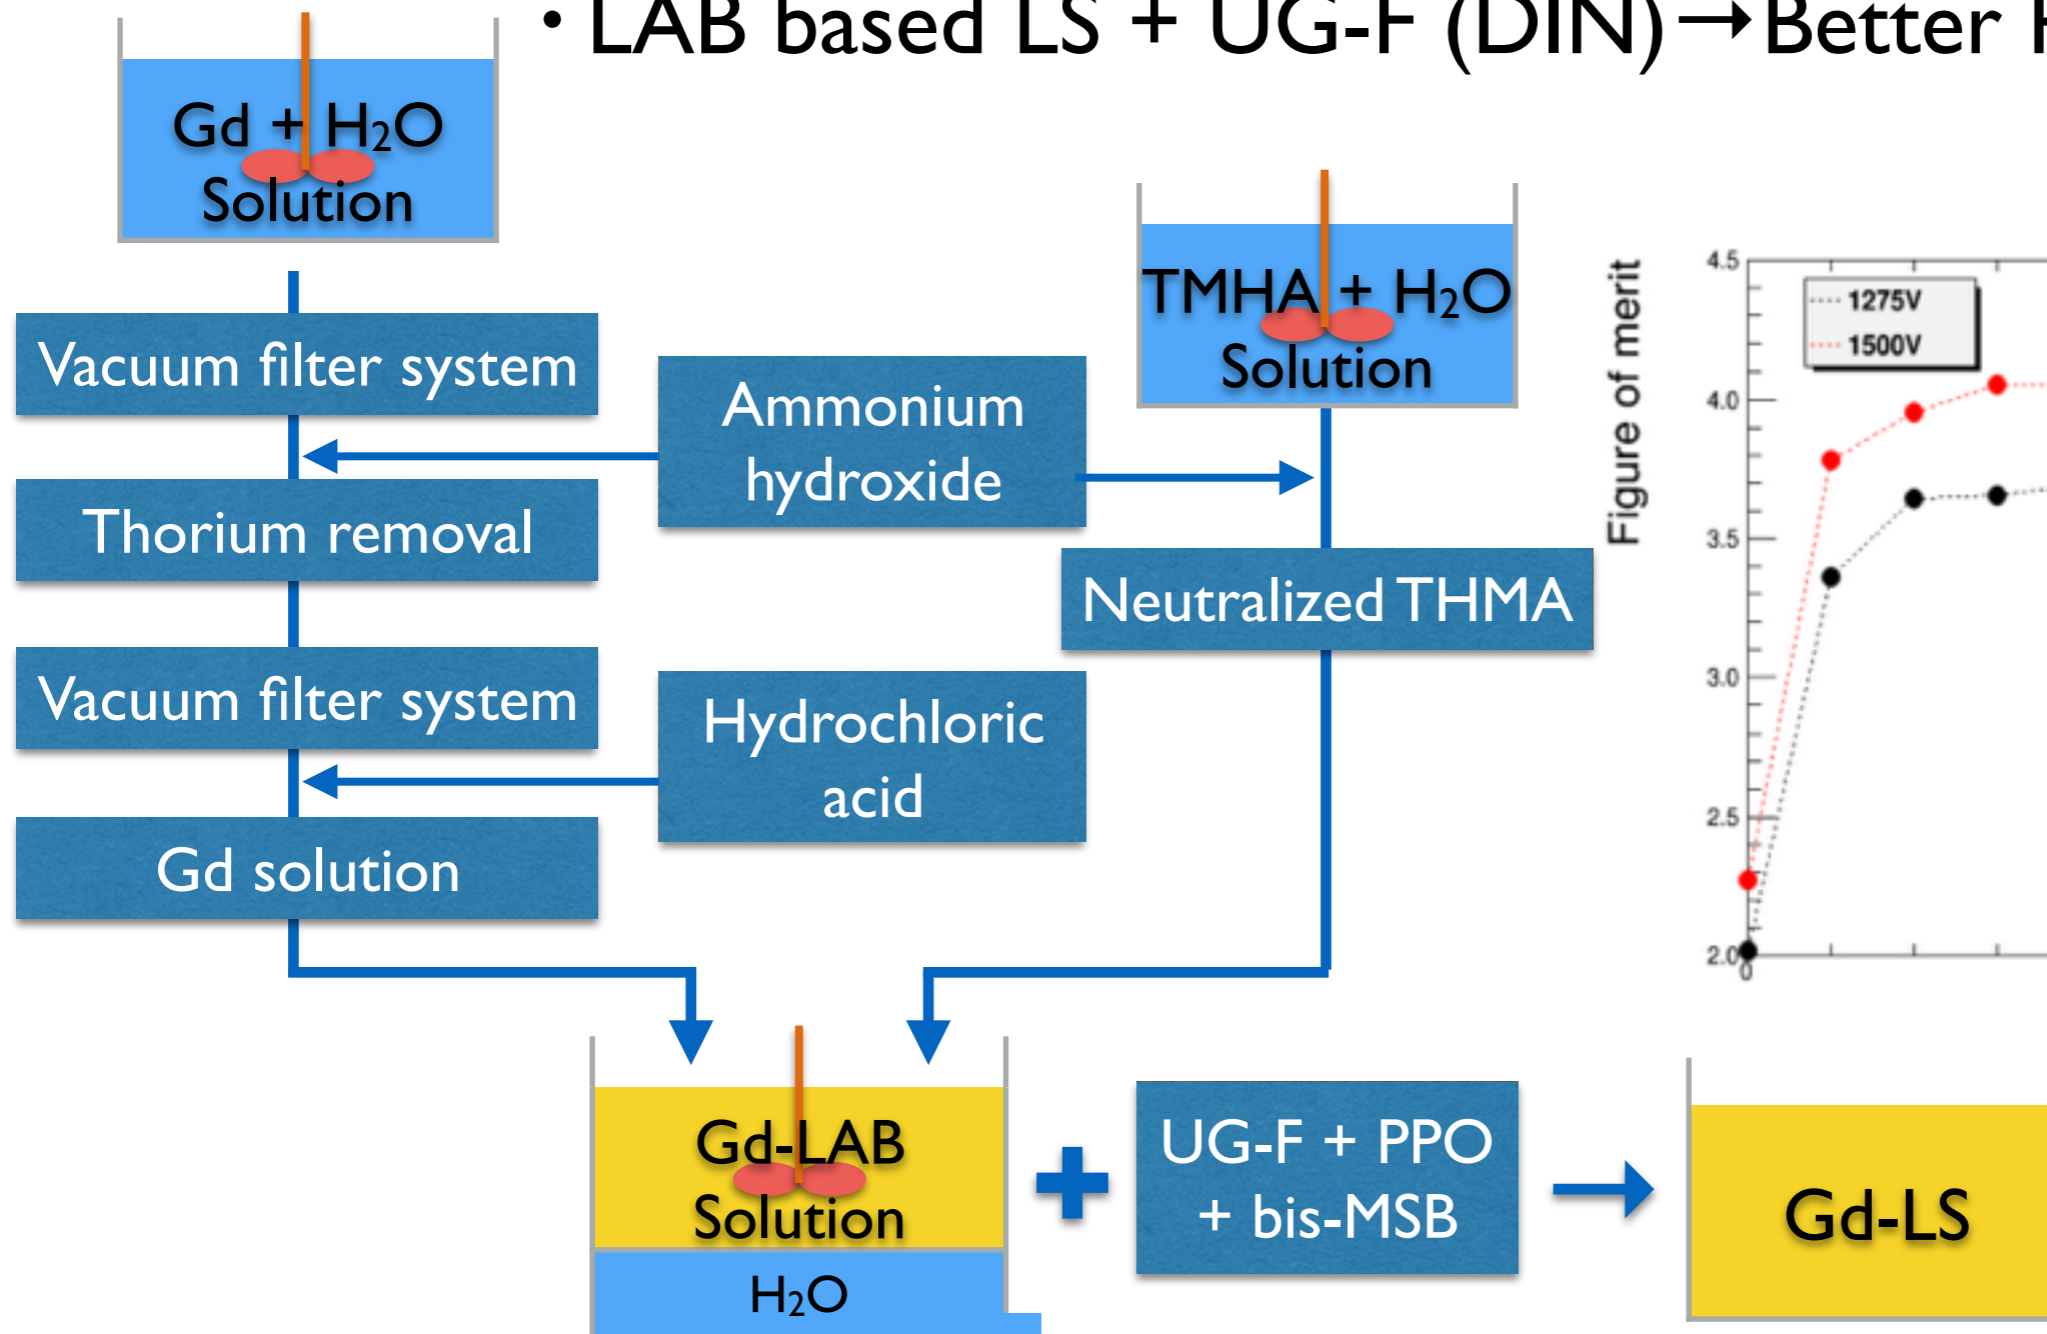 • LAB based LS + UG-F (DIN)→Better
Gd + H₂O
Solution
Vacuum filter system
Thorium removal
Vacuum filter system
Gd solution
Ammonium
hydroxide
Hydrochloric
acid
TMHA + H₂O
Solution
Neutralized THMA
Figure of merit
1275V
1500V
4.5
4.0
3.5
3.0
2.5
2.0
0
Gd-LAB
Solution
H₂O
UG-F + PPO
+ bis-MSB
Gd-LS